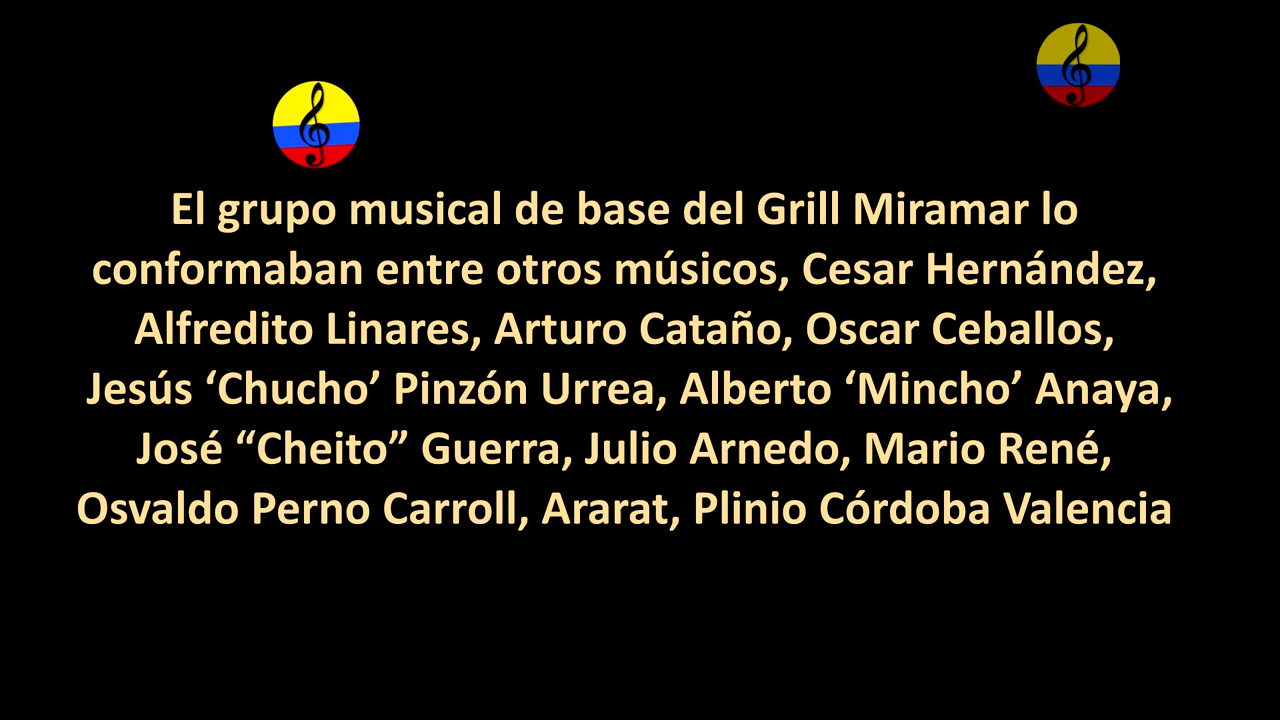 El grupo musical de base del Grill Miramar lo
conformaban entre otros músicos, Cesar Hernández,
Alfredito Linares, Arturo Cataño, Oscar Ceballos,
Jesús ‘Chucho’ Pinzón Urrea, Alberto ‘Mincho’ Anaya,
José “Cheito” Guerra, Julio Arnedo, Mario René,
Osvaldo Perno Carroll, Ararat, Plinio Córdoba Valencia